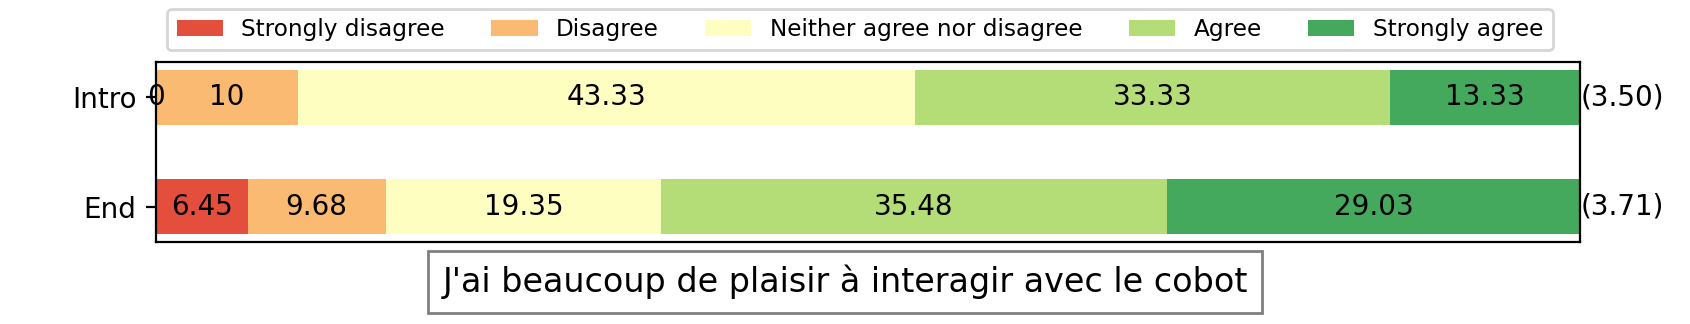 Strongly disagree Disagree Neither agree nor disagree Agree Strongly agree
Intro 0 10 43.33 33.33 13.33 (3.50)
End 6.45 9.68 19.35 35.48 29.03 (3.71)
J'ai beaucoup de plaisir à interagir avec le cobot